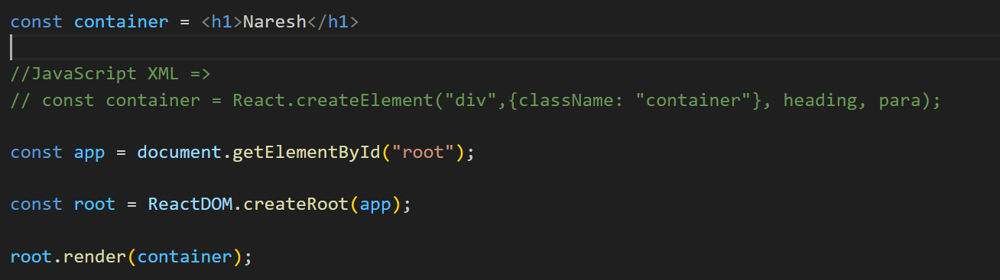 const container = <h1>Naresh</h1>
//JavaScript XML =>
// const container = React.createElement("div",{className: "container"}, heading, para);
const app = document.getElementById("root");
const root = ReactDOM.createRoot(app);
root.render(container);